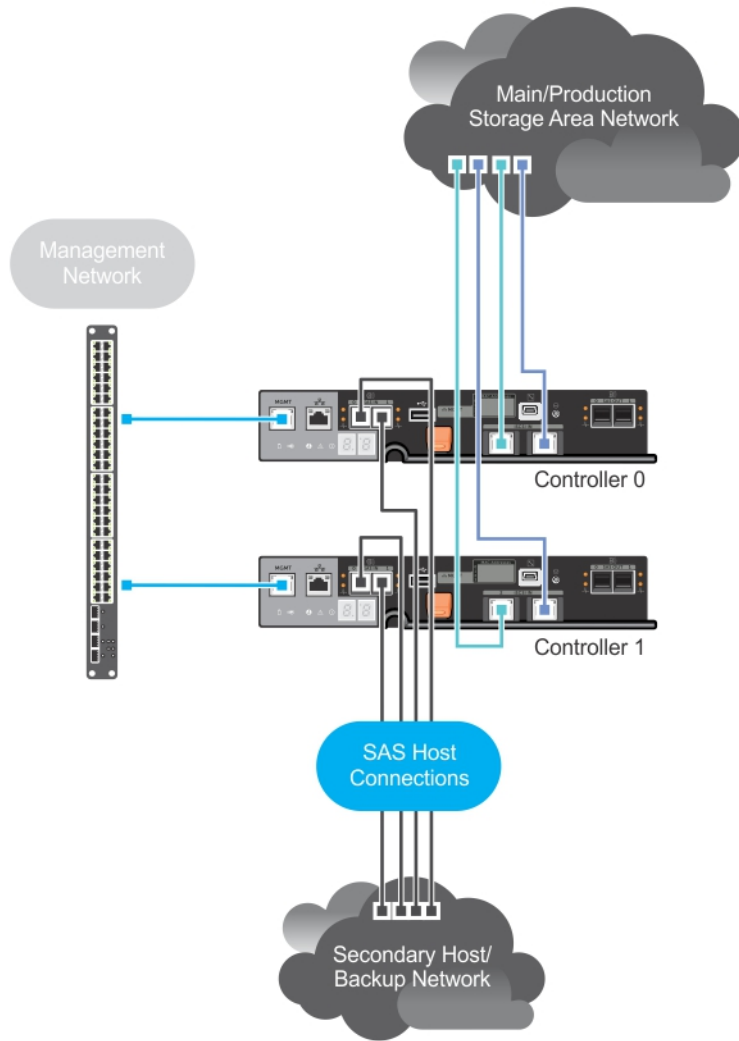 Main/Production
Storage Area Network
Management
Network
MGMT
Controller 0
MGMT
Controller 1
SAS Host
Connections
Secondary Host/
Backup Network